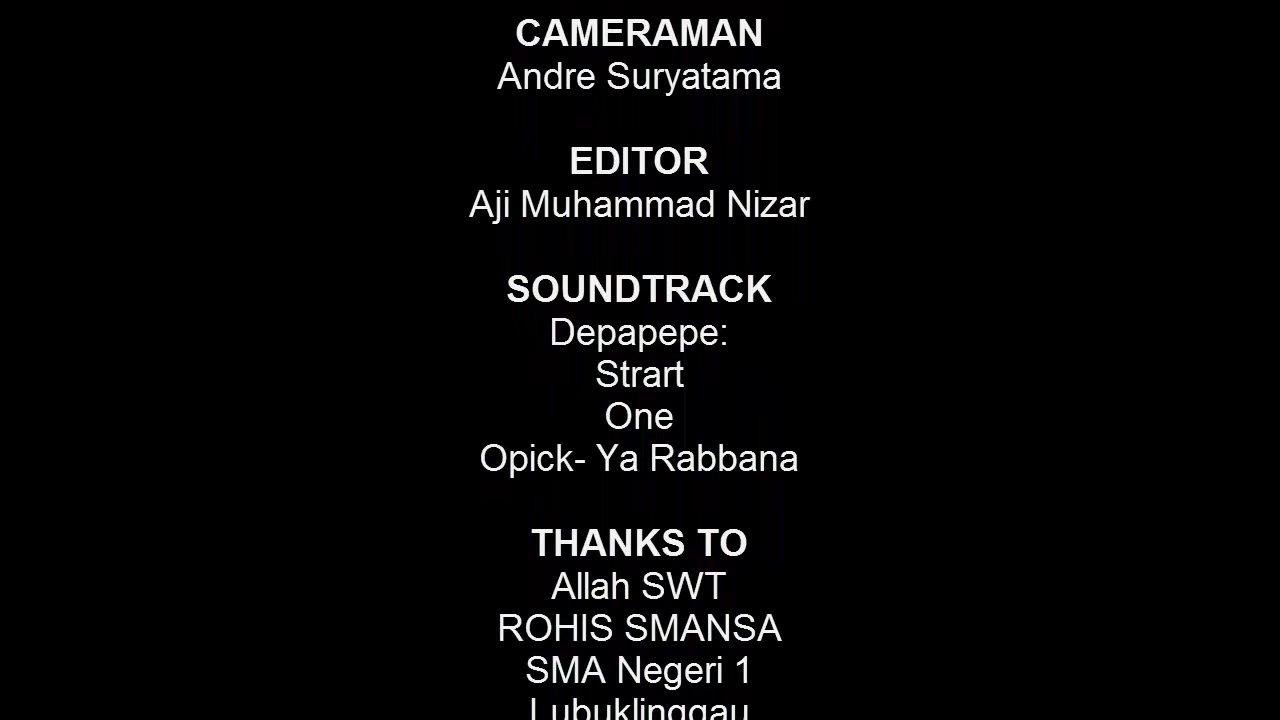 CAMERAMAN
Andre Suryatama
EDITOR
Aji Muhammad Nizar
SOUNDTRACK
Depapepe:
Strart
One
Opick- Ya Rabbana
THANKS TO
Allah SWT
ROHIS SMANSA
SMA Negeri 1
Lubuklinggau